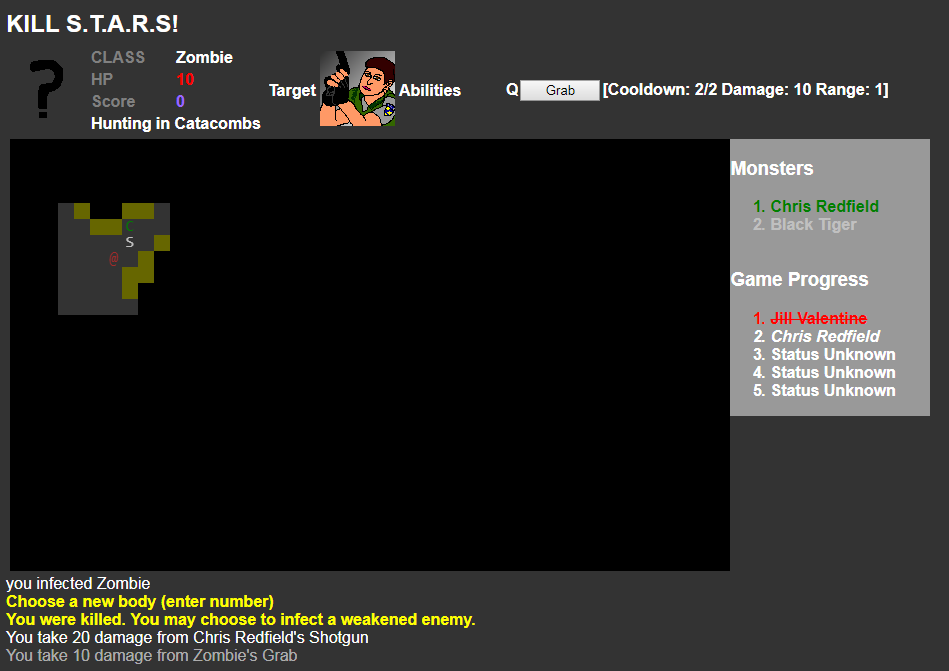 KILL S.T.A.R.S!
?
CLASS Zombie
HP 10
Score 0
Hunting in Catacombs
Target
Abilities
Q Grab [Cooldown: 2/2 Damage: 10 Range: 1]
C
S
@
Monsters
1. Chris Redfield
2. Black Tiger
Game Progress
1. Jill Valentine
2. Chris Redfield
3. Status Unknown
4. Status Unknown
5. Status Unknown
you infected Zombie
Choose a new body (enter number)
You were killed. You may choose to infect a weakened enemy.
You take 20 damage from Chris Redfield's Shotgun
You take 10 damage from Zombie's Grab